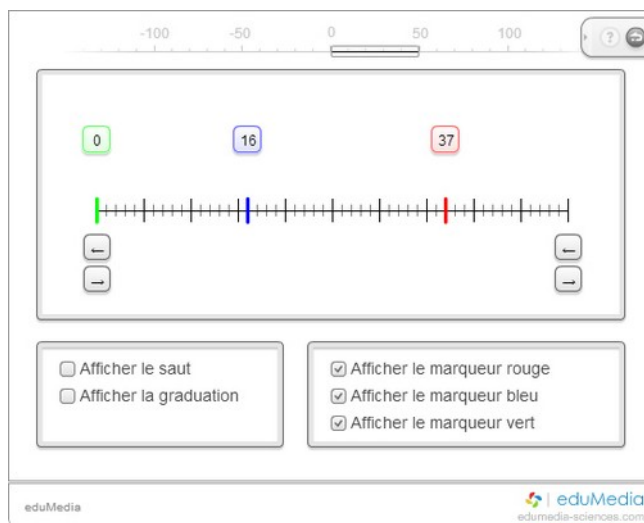 -100 -50 0 50 100 ?
0 16 37
Afficher le saut
Afficher la graduation
Afficher le marqueur rouge
Afficher le marqueur bleu
Afficher le marqueur vert
eduMedia
eduMedia
edumedia-sciences.com